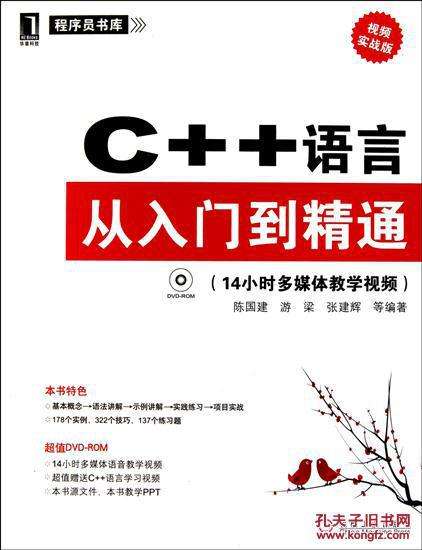 华章科技
程序员书库
视频
实战版
C++语言
从入门到精通
DVD-ROM
(14小时多媒体教学视频)
陈国建 游 梁 张建辉 等编著
本书特色
基本概念→语法讲解→示例讲解→实践练习→项目实战
178个实例、322个技巧、137个练习题
超值DVD-ROM
14小时多媒体语音教学视频
超值赠送C++语言学习视频
本书源文件、本书教学PPT
孔夫子旧书网
www.kongfz.com